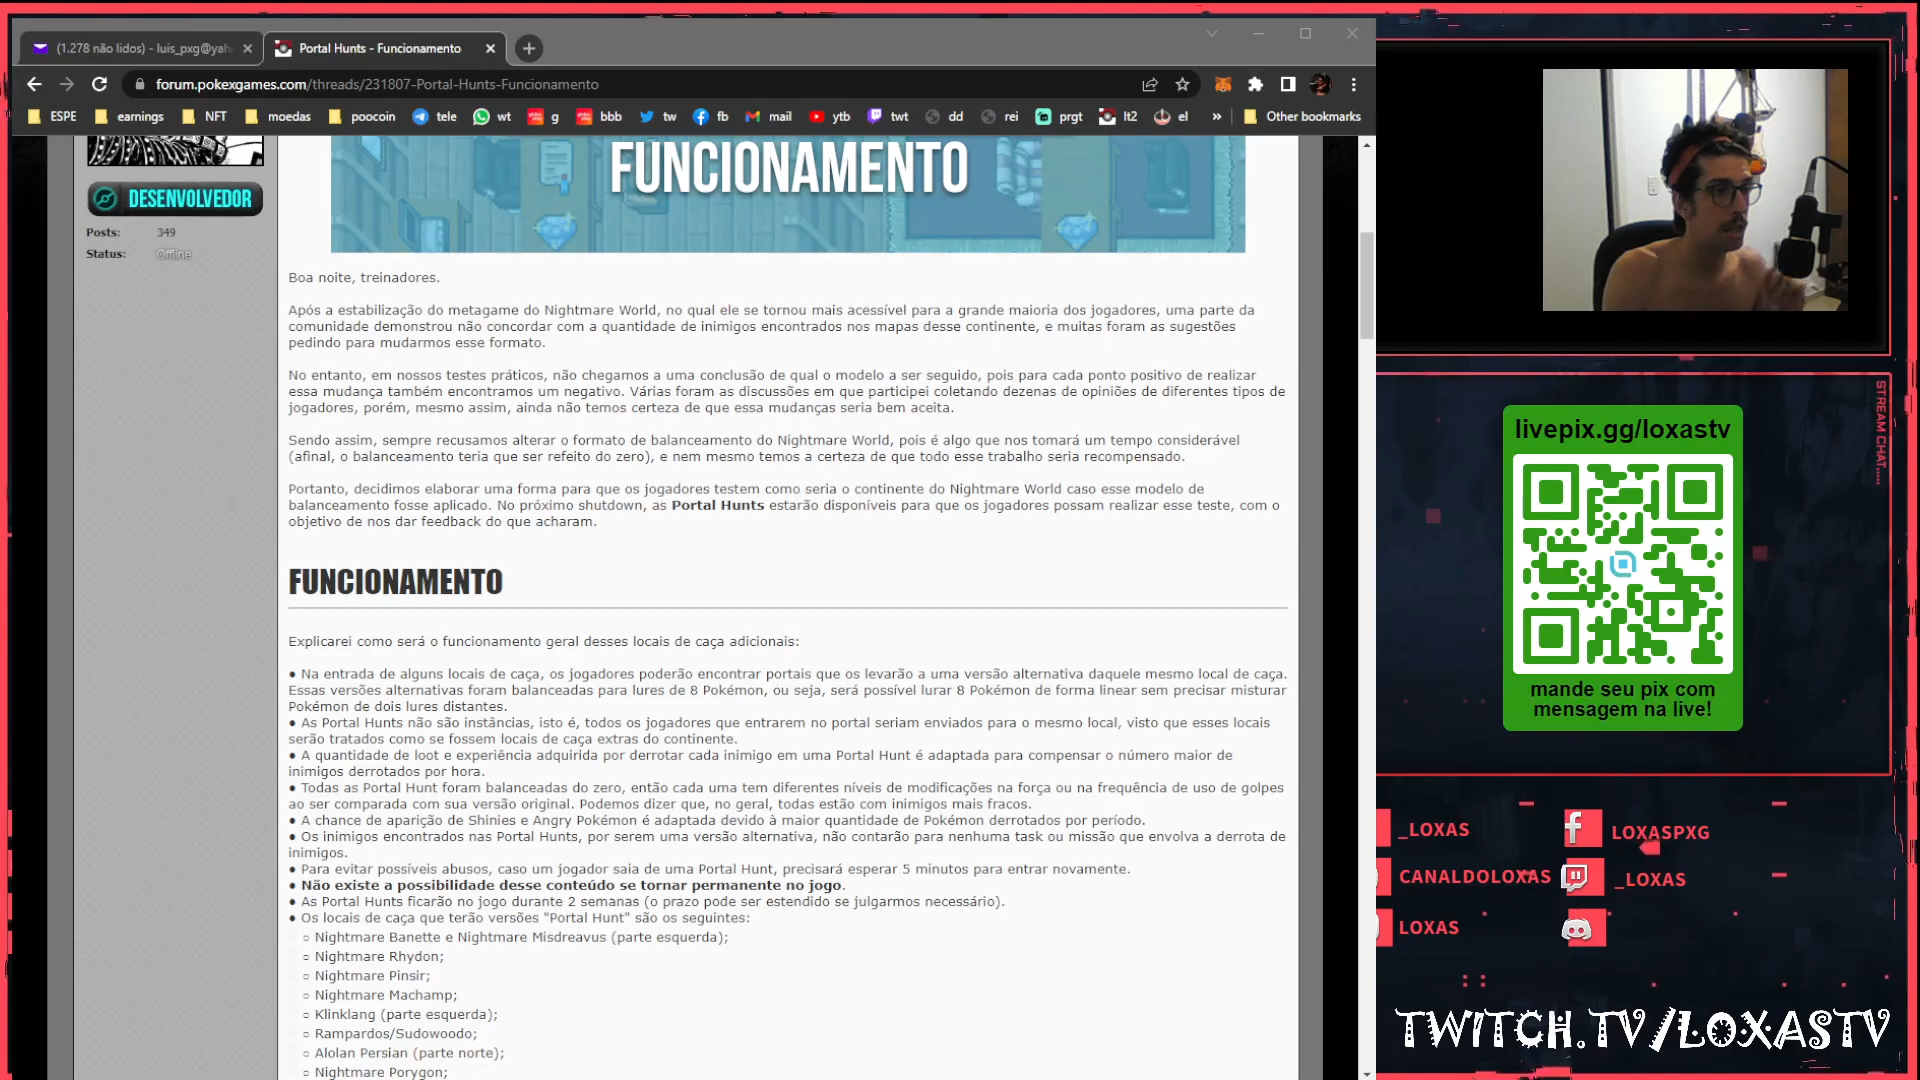 (1.278 não lidos) - luis_pxg@yah
Portal Hunts - Funcionamento
forum.pokexgames.com/threads/231807-Portal-Hunts-Funcionamento
ESPE
earnings
NFT
moedas
poocoin
tele
wt
g
bbb
tw
fb
mail
ytb
twt
dd
rei
prgt
lt2
el
»
Other bookmarks
DESENVOLVEDOR
Posts: 349
Status: Offline
FUNCIONAMENTO
Boa noite, treinadores.
Após a estabilização do metagame do Nightmare World, no qual ele se tornou mais acessível para a grande maioria dos jogadores, uma parte da
comunidade demonstrou não concordar com a quantidade de inimigos encontrados nos mapas desse continente, e muitas foram as sugestões
pedindo para mudarmos esse formato.
No entanto, em nossos testes práticos, não chegamos a uma conclusão de qual o modelo a ser seguido, pois para cada ponto positivo de realizar
essa mudança também encontramos um negativo. Várias foram as discussões em que participei coletando dezenas de opiniões de diferentes tipos de
jogadores, porém, mesmo assim, ainda não temos certeza de que essa mudanças seria bem aceita.
Sendo assim, sempre recusamos alterar o formato de balanceamento do Nightmare World, pois é algo que nos tomará um tempo considerável
(afinal, o balanceamento teria que ser refeito do zero), e nem mesmo temos a certeza de que todo esse trabalho seria recompensado.
Portanto, decidimos elaborar uma forma para que os jogadores testem como seria o continente do Nightmare World caso esse modelo de
balanceamento fosse aplicado. No próximo shutdown, as Portal Hunts estarão disponíveis para que os jogadores possam realizar esse teste, com o
objetivo de nos dar feedback do que acharam.
FUNCIONAMENTO
Explicarei como será o funcionamento geral desses locais de caça adicionais:
● Na entrada de alguns locais de caça, os jogadores poderão encontrar portais que os levarão a uma versão alternativa daquele mesmo local de caça.
Essas versões alternativas foram balanceadas para lures de 8 Pokémon, ou seja, será possível lurar 8 Pokémon de forma linear sem precisar misturar
Pokémon de dois lures distantes.
● As Portal Hunts não são instâncias, isto é, todos os jogadores que entrarem no portal seriam enviados para o mesmo local, visto que esses locais
serão tratados como se fossem locais de caça extras do continente.
● A quantidade de loot e experiência adquirida por derrotar cada inimigo em uma Portal Hunt é adaptada para compensar o número maior de
inimigos derrotados por hora.
● Todas as Portal Hunt foram balanceadas do zero, então cada uma tem diferentes níveis de modificações na força ou na frequência de uso de golpes
ao ser comparada com sua versão original. Podemos dizer que, no geral, todas estão com inimigos mais fracos.
● A chance de aparição de Shinies e Angry Pokémon é adaptada devido à maior quantidade de Pokémon derrotados por período.
● Os inimigos encontrados nas Portal Hunts, por serem uma versão alternativa, não contarão para nenhuma task ou missão que envolva a derrota de
inimigos.
● Para evitar possíveis abusos, caso um jogador saia de uma Portal Hunt, precisará esperar 5 minutos para entrar novamente.
● Não existe a possibilidade desse conteúdo se tornar permanente no jogo.
● As Portal Hunts ficarão no jogo durante 2 semanas (o prazo pode ser estendido se julgarmos necessário).
● Os locais de caça que terão versões "Portal Hunt" são os seguintes:
○ Nightmare Banette e Nightmare Misdreavus (parte esquerda);
○ Nightmare Rhydon;
○ Nightmare Pinsir;
○ Nightmare Machamp;
○ Klinklang (parte esquerda);
○ Rampardos/Sudowoodo;
○ Alolan Persian (parte norte);
○ Nightmare Porygon;
STREAM CHAT....
livepix.gg/loxastv
mande seu pix com
mensagem na live!
_LOXAS
LOXASPXG
CANALDOLOXAS
_LOXAS
LOXAS
TWITCH.TV/LOXASTV